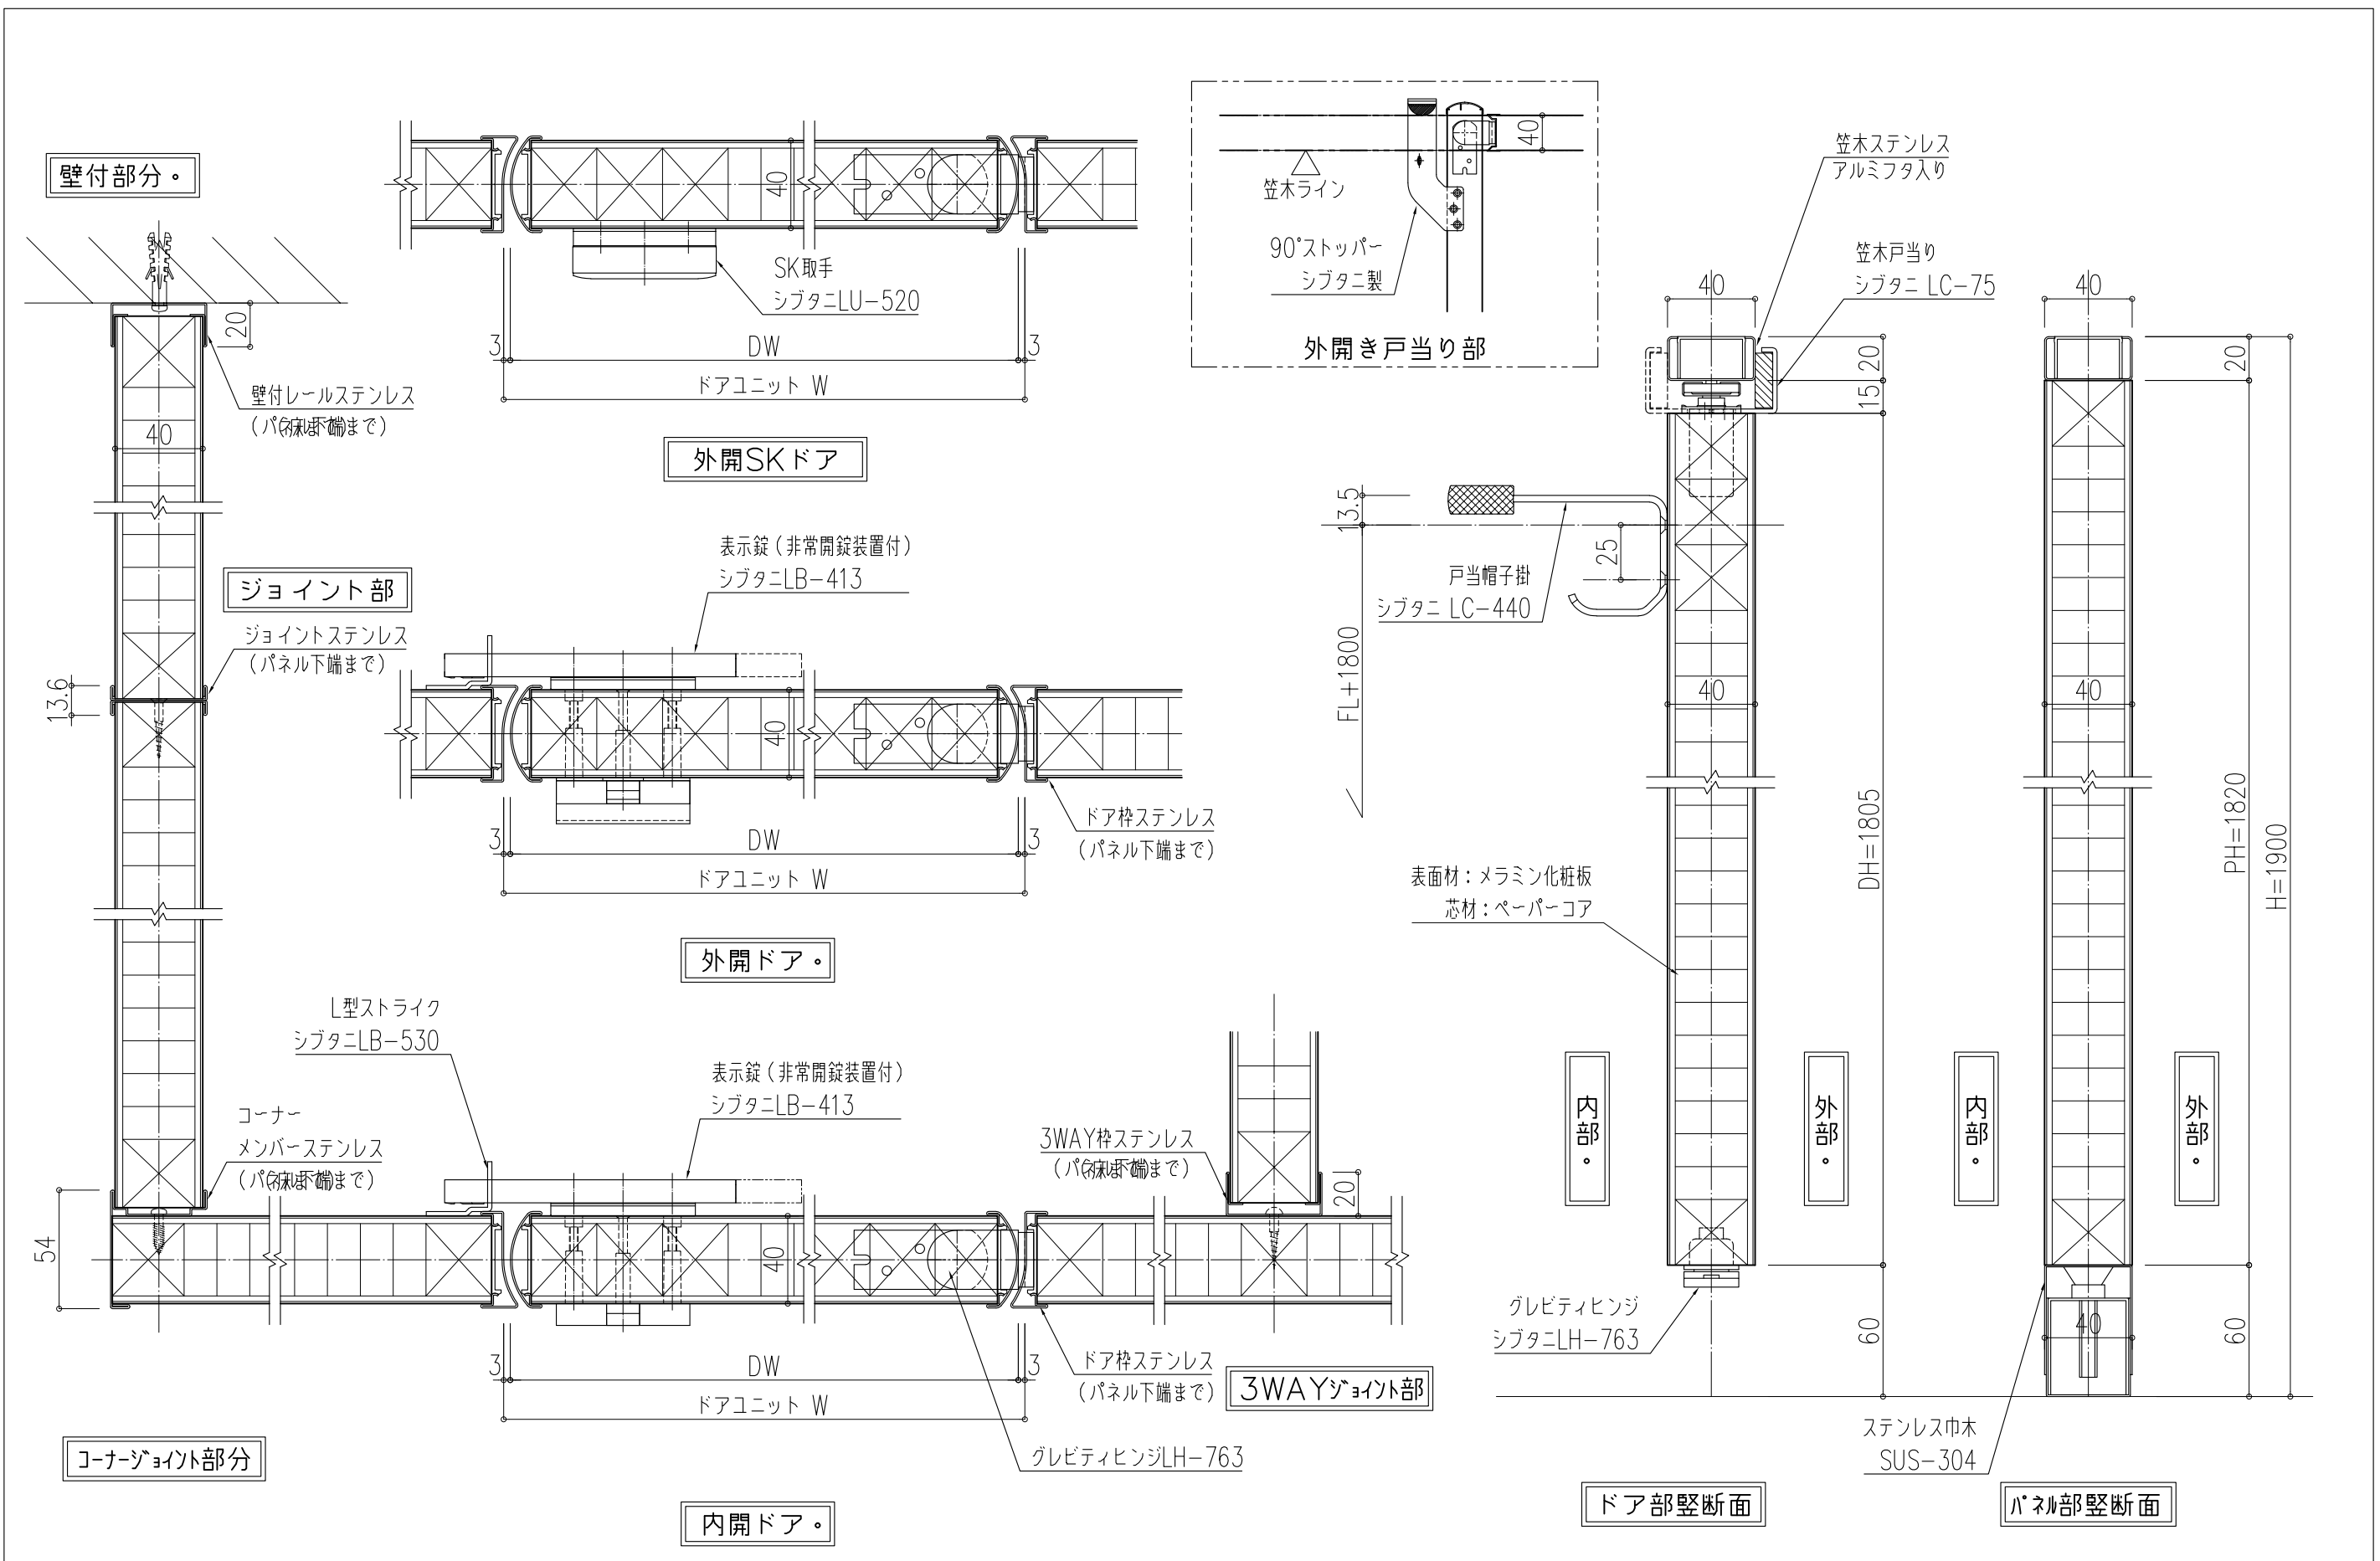 壁付部分。
20
壁付レールステンレス
40
ジョイント部
ジョイントステンレス
(パネル下端まで)
13.6
コーナー
メンバーステンレス
54
コーナージョイント部分
40
SK取手
シブタニLU-520
3
DW
3
ドアユニット W
外開SKドア
表示錠(非常開錠装置付)
シブタニLB-413
40
ドア枠ステンレス
(パネル下端まで)
3
DW
3
ドアユニット W
外開ドア。
L型ストライク
シブタニLB-530
表示錠(非常開錠装置付)
シブタニLB-413
40
3WAY枠ステンレス
20
3
DW
3
ドアユニット W
ドア枠ステンレス
(パネル下端まで)
3WAYジョイント部
グレビティヒンジLH-763
内開ドア。
40
笠木ライン
90°ストッパー
シブタニ製
外開き戸当り部
笠木ステンレス
アルミフタ入り
笠木戸当り
シブタニ LC-75
40
20
15
13.5
25
戸当帽子掛
シブタニ LC-440
FL+1800
40
DH=1805
表面材:メラミン化粧板
芯材:ペーパーコア
内部。
外部。
グレビティヒンジ
シブタニLH-763
60
ドア部竪断面
40
20
40
PH=1820
H=1900
内部。
外部。
40
60
ステンレス巾木
SUS-304
パネル部竪断面